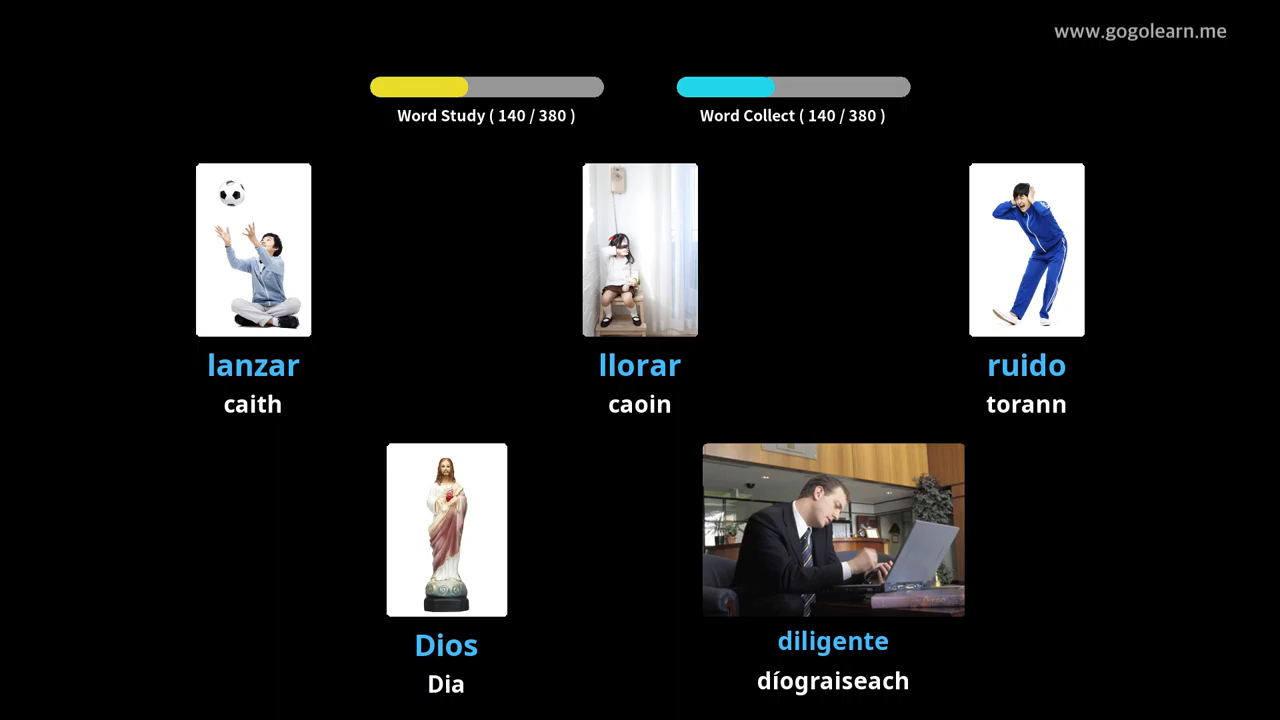 www.gogolearn.me
Word Study ( 140 / 380 )
Word Collect ( 140 / 380 )
lanzar
caith
llorar
caoin
ruido
torann
Dios
Dia
diligente
díograiseach